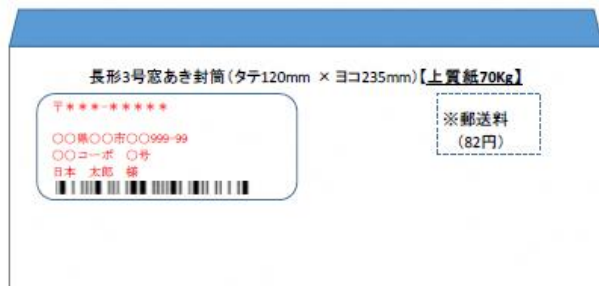 長形3号窓あき封筒(タテ120mm × ヨコ235mm)【上質紙70Kg】
〒***-*****
※郵送料
(82円)
○○県○○市○○999-99
○○コーポ ○号
日本 太郎 様